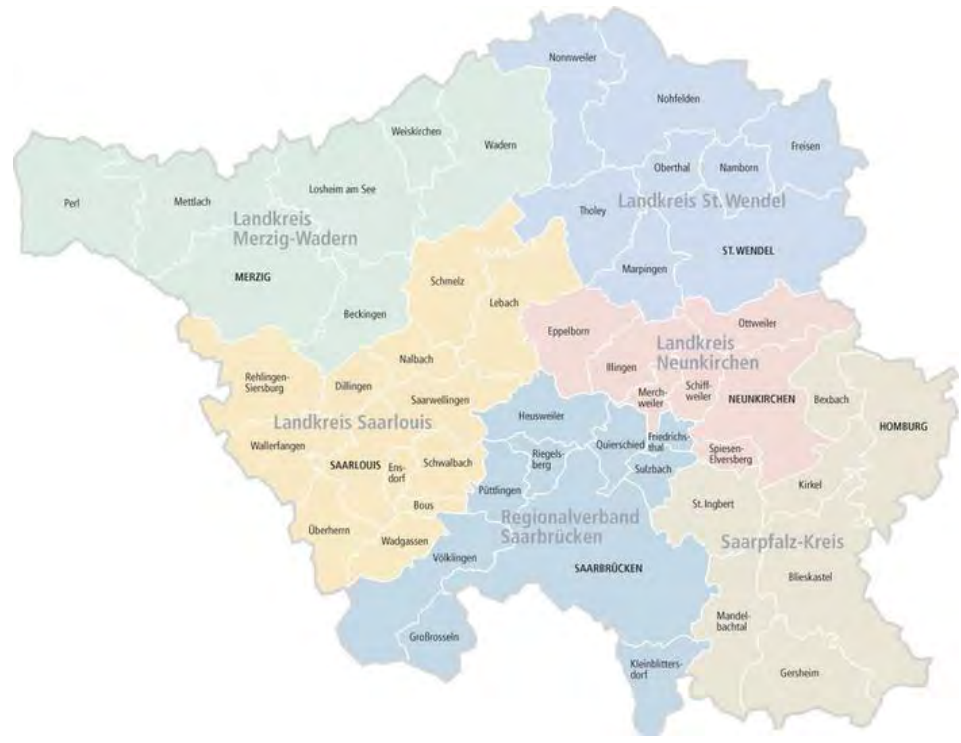 Nonnweiler
Nohfelden
Weiskirchen
Wadern
Freisen
Oberthal
Namborn
Losheim am See
Mettlach
Perl
Landkreis St. Wendel
Tholey
Landkreis
Merzig-Wadern
ST. WENDEL
Marpingen
MERZIG
Schmelz
Lebach
Beckingen
Ottweiler
Eppelborn
Landkreis
Neunkirchen
Nalbach
Illingen
Rehlingen-
Siersburg
Dillingen
Merch-
weiler
Schiff-
weiler
NEUNKIRCHEN
Bexbach
Saarwellingen
Heusweiler
Landkreis Saarlouis
HOMBURG
Quierschied
Friedrichs-
thal
Wallerfangen
Riegels-
berg
Spiesen-
Elversberg
SAARLOUIS
Ens-
dorf
Schwalbach
Sulzbach
Kirkel
Püttlingen
St. Ingbert
Bous
Regionalverband
Saarbrücken
Überherrn
Wadgassen
Saarpfalz-Kreis
Völklingen
SAARBRÜCKEN
Blieskastel
Mandel-
bachtal
Großrosseln
Kleinblitters-
dorf
Gersheim